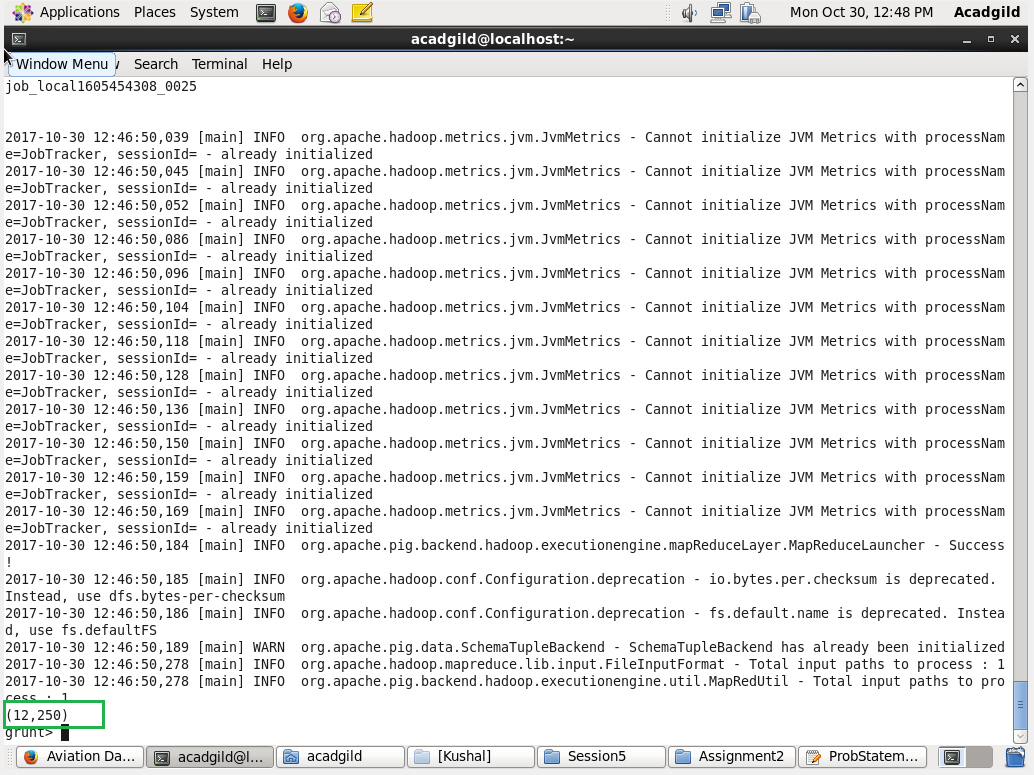 Applications Places System Mon Oct 30, 12:48 PM Acadgild
acadgild@localhost:~
Window Menu Search Terminal Help
job_local1605454308_0025
2017-10-30 12:46:50,039 [main] INFO  org.apache.hadoop.metrics.jvm.JvmMetrics - Cannot initialize JVM Metrics with processNam
e=JobTracker, sessionId= - already initialized
2017-10-30 12:46:50,045 [main] INFO  org.apache.hadoop.metrics.jvm.JvmMetrics - Cannot initialize JVM Metrics with processNam
e=JobTracker, sessionId= - already initialized
2017-10-30 12:46:50,052 [main] INFO  org.apache.hadoop.metrics.jvm.JvmMetrics - Cannot initialize JVM Metrics with processNam
e=JobTracker, sessionId= - already initialized
2017-10-30 12:46:50,086 [main] INFO  org.apache.hadoop.metrics.jvm.JvmMetrics - Cannot initialize JVM Metrics with processNam
e=JobTracker, sessionId= - already initialized
2017-10-30 12:46:50,096 [main] INFO  org.apache.hadoop.metrics.jvm.JvmMetrics - Cannot initialize JVM Metrics with processNam
e=JobTracker, sessionId= - already initialized
2017-10-30 12:46:50,104 [main] INFO  org.apache.hadoop.metrics.jvm.JvmMetrics - Cannot initialize JVM Metrics with processNam
e=JobTracker, sessionId= - already initialized
2017-10-30 12:46:50,118 [main] INFO  org.apache.hadoop.metrics.jvm.JvmMetrics - Cannot initialize JVM Metrics with processNam
e=JobTracker, sessionId= - already initialized
2017-10-30 12:46:50,128 [main] INFO  org.apache.hadoop.metrics.jvm.JvmMetrics - Cannot initialize JVM Metrics with processNam
e=JobTracker, sessionId= - already initialized
2017-10-30 12:46:50,136 [main] INFO  org.apache.hadoop.metrics.jvm.JvmMetrics - Cannot initialize JVM Metrics with processNam
e=JobTracker, sessionId= - already initialized
2017-10-30 12:46:50,150 [main] INFO  org.apache.hadoop.metrics.jvm.JvmMetrics - Cannot initialize JVM Metrics with processNam
e=JobTracker, sessionId= - already initialized
2017-10-30 12:46:50,159 [main] INFO  org.apache.hadoop.metrics.jvm.JvmMetrics - Cannot initialize JVM Metrics with processNam
e=JobTracker, sessionId= - already initialized
2017-10-30 12:46:50,169 [main] INFO  org.apache.hadoop.metrics.jvm.JvmMetrics - Cannot initialize JVM Metrics with processNam
e=JobTracker, sessionId= - already initialized
2017-10-30 12:46:50,184 [main] INFO  org.apache.pig.backend.hadoop.executionengine.mapReduceLayer.MapReduceLauncher - Success
!
2017-10-30 12:46:50,185 [main] INFO  org.apache.hadoop.conf.Configuration.deprecation - io.bytes.per.checksum is deprecated.
Instead, use dfs.bytes-per-checksum
2017-10-30 12:46:50,186 [main] INFO  org.apache.hadoop.conf.Configuration.deprecation - fs.default.name is deprecated. Instea
d, use fs.defaultFS
2017-10-30 12:46:50,189 [main] WARN  org.apache.pig.data.SchemaTupleBackend - SchemaTupleBackend has already been initialized
2017-10-30 12:46:50,278 [main] INFO  org.apache.hadoop.mapreduce.lib.input.FileInputFormat - Total input paths to process : 1
2017-10-30 12:46:50,278 [main] INFO  org.apache.pig.backend.hadoop.executionengine.util.MapRedUtil - Total input paths to pro
cess : 1
(12,250)
grunt>
Aviation Da... acadgild@l... acadgild [Kushal] Session5 Assignment2 ProbStatem...